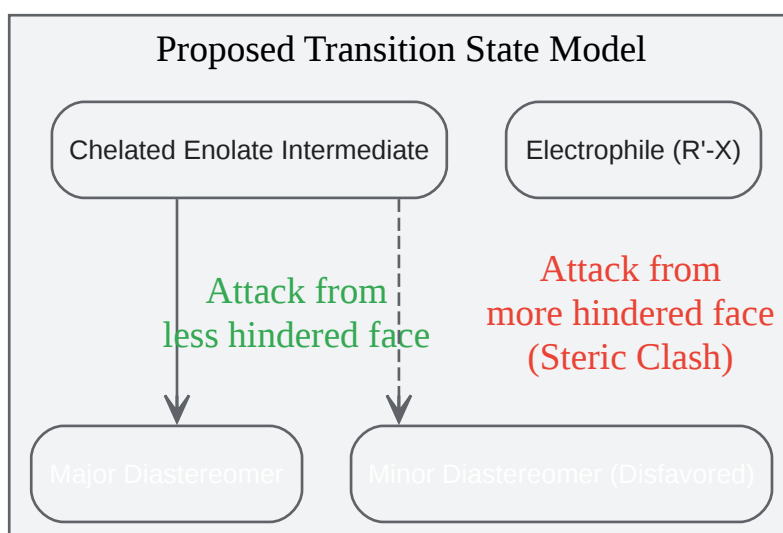 Proposed Transition State Model
Chelated Enolate Intermediate
Electrophile (R'-X)
Attack from
less hindered face
Attack from
more hindered face
(Steric Clash)
Major Diastereomer
Minor Diastereomer (Disfavored)